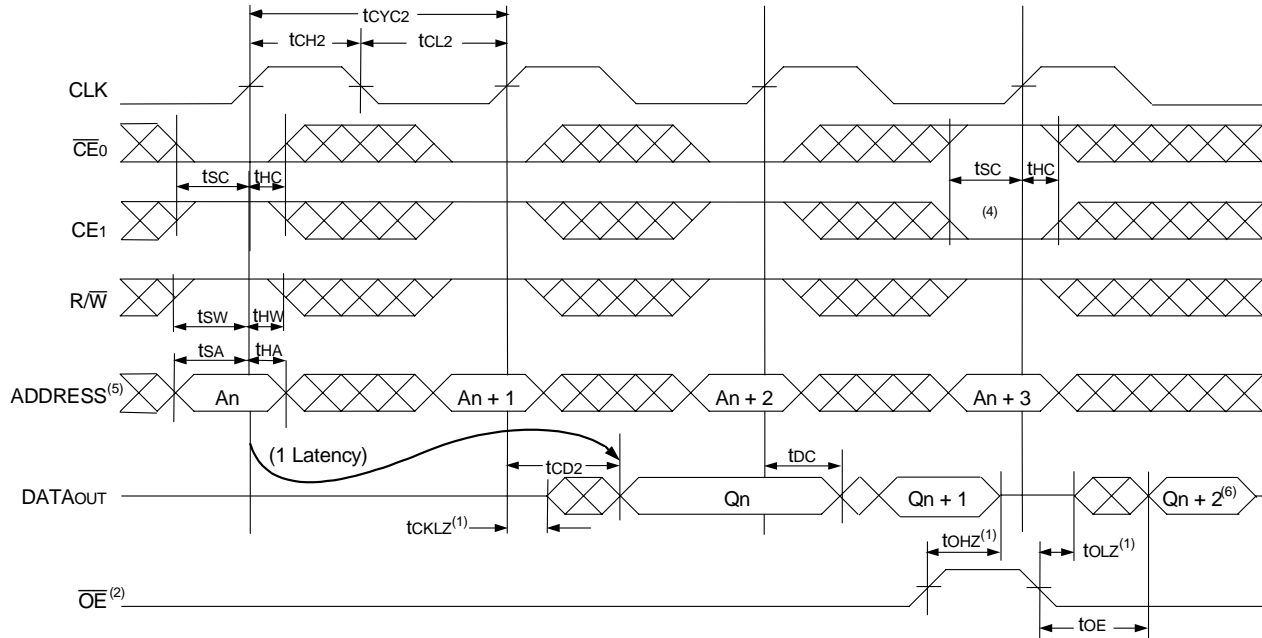 tCYC2
tCH2 tCL2
CLK
CE0
tSC tHC tSC tHC
CE1 (4)
R/W
tSW tHW
tSA tHA
ADDRESS(5) An An + 1 An + 2 An + 3
(1 Latency) tCD2 tDC
DATAOUT Qn Qn + 1 Qn + 2(6)
tCKLZ(1)
tOHZ(1) tOLZ(1)
OE(2)
tOE